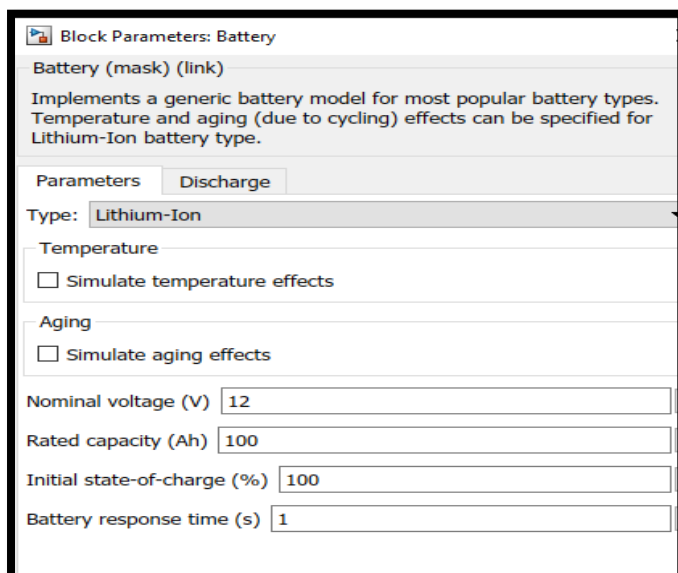 Block Parameters: Battery
Battery (mask) (link)
Implements a generic battery model for most popular battery types.
Temperature and aging (due to cycling) effects can be specified for
Lithium-Ion battery type.
Parameters Discharge
Type: Lithium-Ion
Temperature
Simulate temperature effects
Aging
Simulate aging effects
Nominal voltage (V) 12
Rated capacity (Ah) 100
Initial state-of-charge (%) 100
Battery response time (s) 1